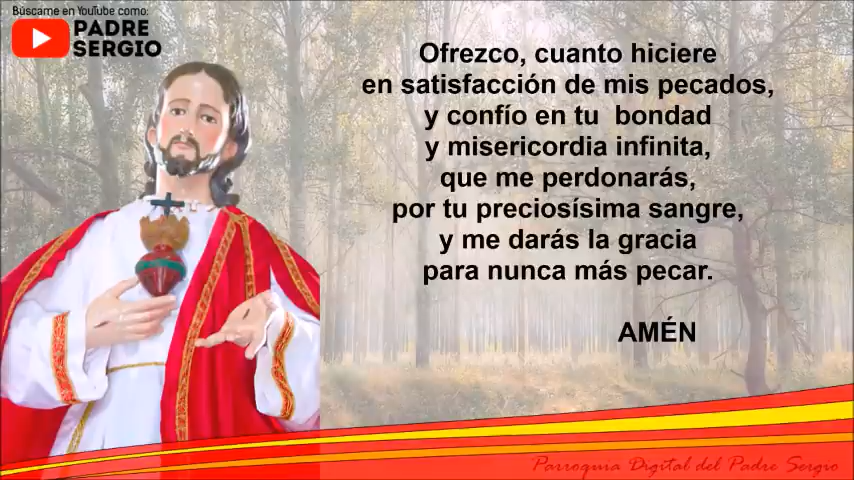 Búscame en YouTube como:
PADRE
SERGIO
Ofrezco, cuanto hiciere
en satisfacción de mis pecados,
y confío en tu bondad
y misericordia infinita,
que me perdonarás,
por tu preciosísima sangre,
y me darás la gracia
para nunca más pecar.
AMÉN
Parroquia Digital del Padre Sergio